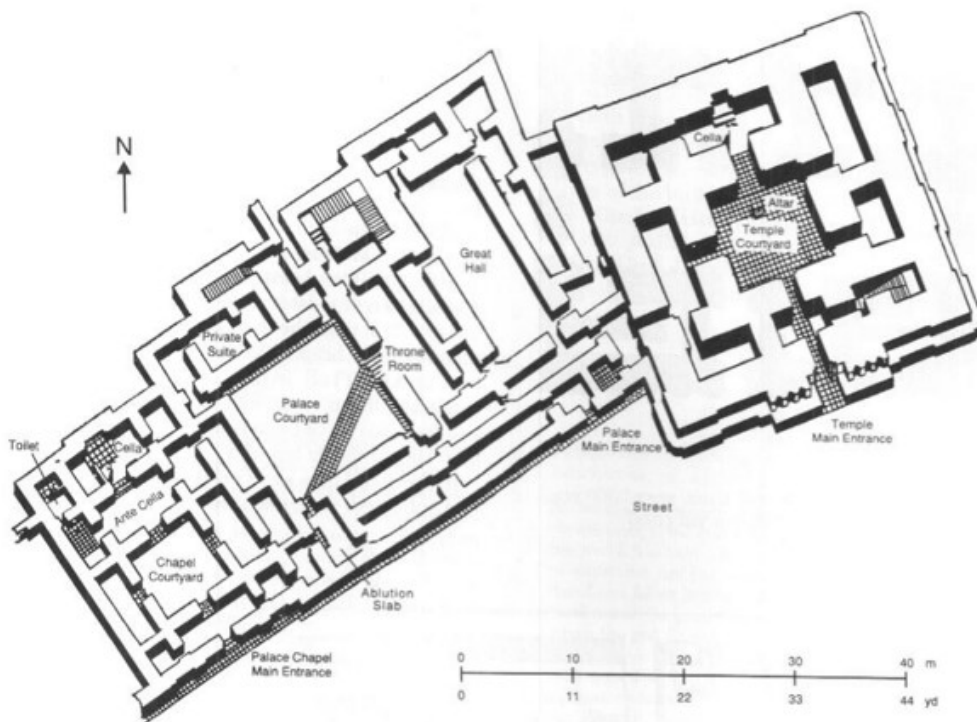 N
Cella
Altar
Temple
Courtyard
Great
Hall
Private
Suite
Throne
Room
Palace
Courtyard
Toilet
Cella
Ante Cella
Chapel
Courtyard
Palace
Main Entrance
Temple
Main Entrance
Street
Ablution
Slab
Palace Chapel
Main Entrance
0 10 20 30 40 m
0 11 22 33 44 yd